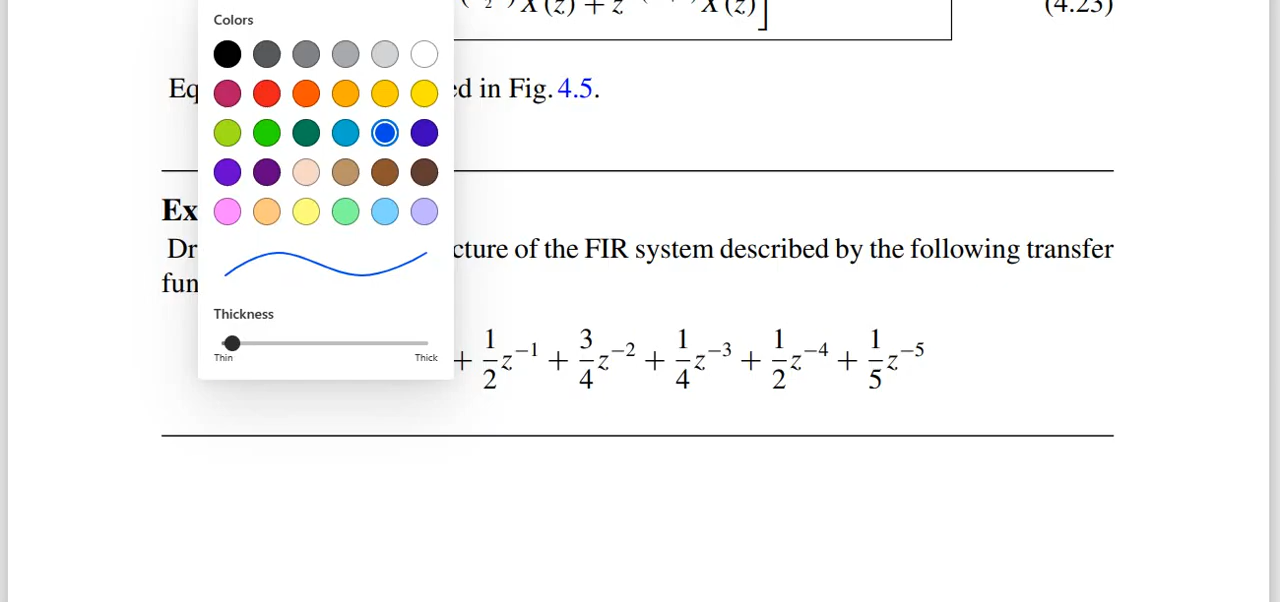 Colors
X(z) + z X(z)] (4.23)
Eq d in Fig. 4.5.
Ex
Dr cture of the FIR system described by the following transfer
fun
Thickness
Thin Thick
+ 1/2 z⁻¹ + 3/4 z⁻² + 1/4 z⁻³ + 1/2 z⁻⁴ + 1/5 z⁻⁵